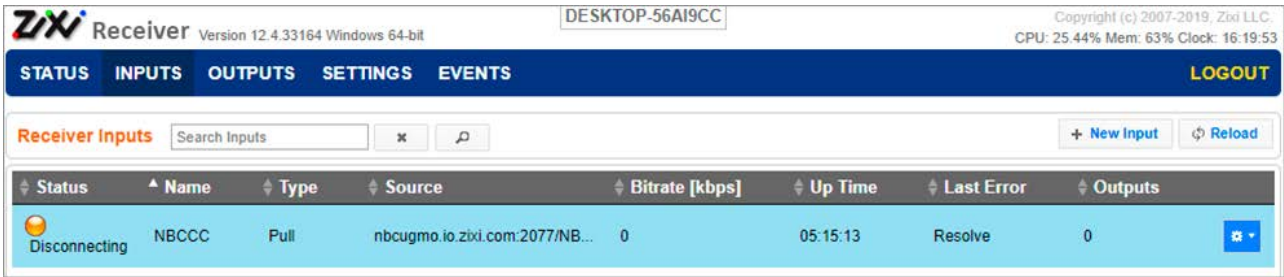 ZiXi Receiver Version 12.4.33164 Windows 64-bit
DESKTOP-56AI9CC
Copyright (c) 2007-2019, Zixi LLC.
CPU: 25.44% Mem: 63% Clock: 16:19:53
STATUS INPUTS OUTPUTS SETTINGS EVENTS LOGOUT
Receiver Inputs Search Inputs + New Input Reload
Status Name Type Source Bitrate [kbps] Up Time Last Error Outputs
Disconnecting NBCCC Pull nbcugmo.io.zixi.com:2077/NB... 0 05:15:13 Resolve 0